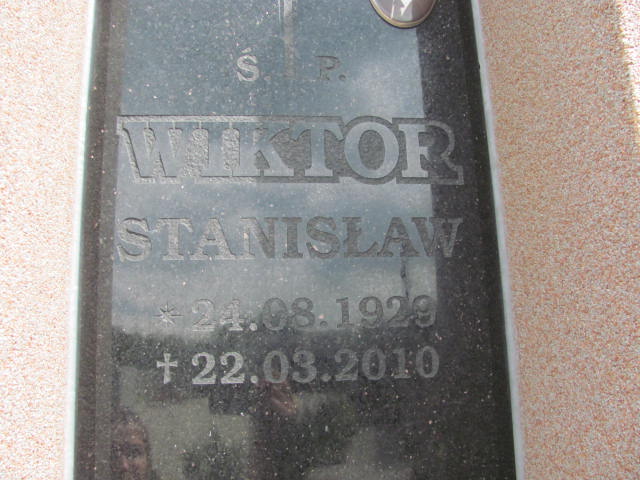 Ś. P.
WIKTOR
STANISŁAW
* 24.08.1929
† 22.03.2010